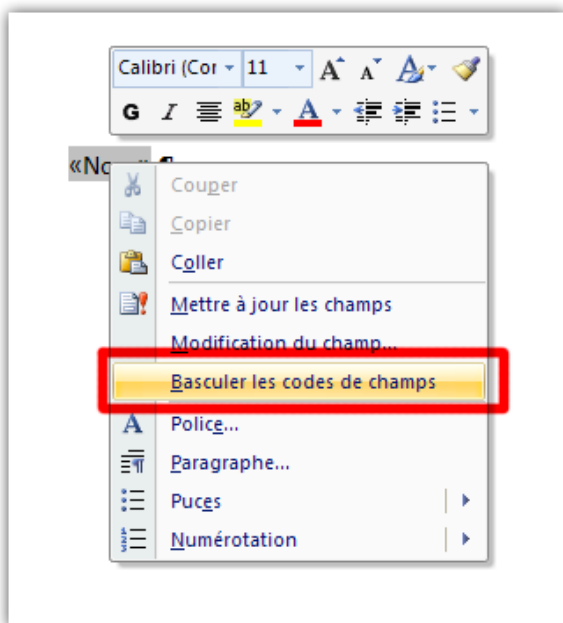 Calibri (Cor 11 A A A
G I ab A
«No
Couper
Copier
Coller
Mettre à jour les champs
Modification du champ...
Basculer les codes de champs
A Police...
Paragraphe...
Puces
Numérotation